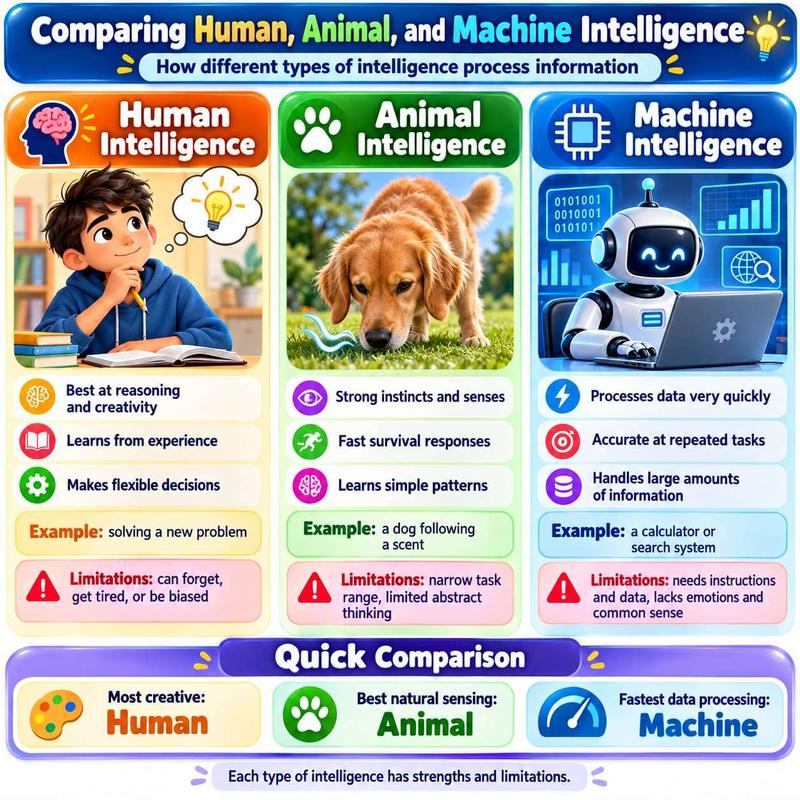 Comparing Human, Animal, and Machine Intelligence
How different types of intelligence process information
Human
Intelligence
Best at reasoning
and creativity
Learns from experience
Makes flexible decisions
Example: solving a new problem
Limitations: can forget,
get tired, or be biased
Animal
Intelligence
Strong instincts and senses
Fast survival responses
Learns simple patterns
Example: a dog following
a scent
Limitations: narrow task
range, limited abstract
thinking
Machine
Intelligence
0101001
0010001
010101
Processes data very quickly
Accurate at repeated tasks
Handles large amounts
of information
Example: a calculator or
search system
Limitations: needs instructions
and data, lacks emotions and
common sense
Quick Comparison
Most creative:
Human
Best natural sensing:
Animal
Fastest data processing:
Machine
Each type of intelligence has strengths and limitations.